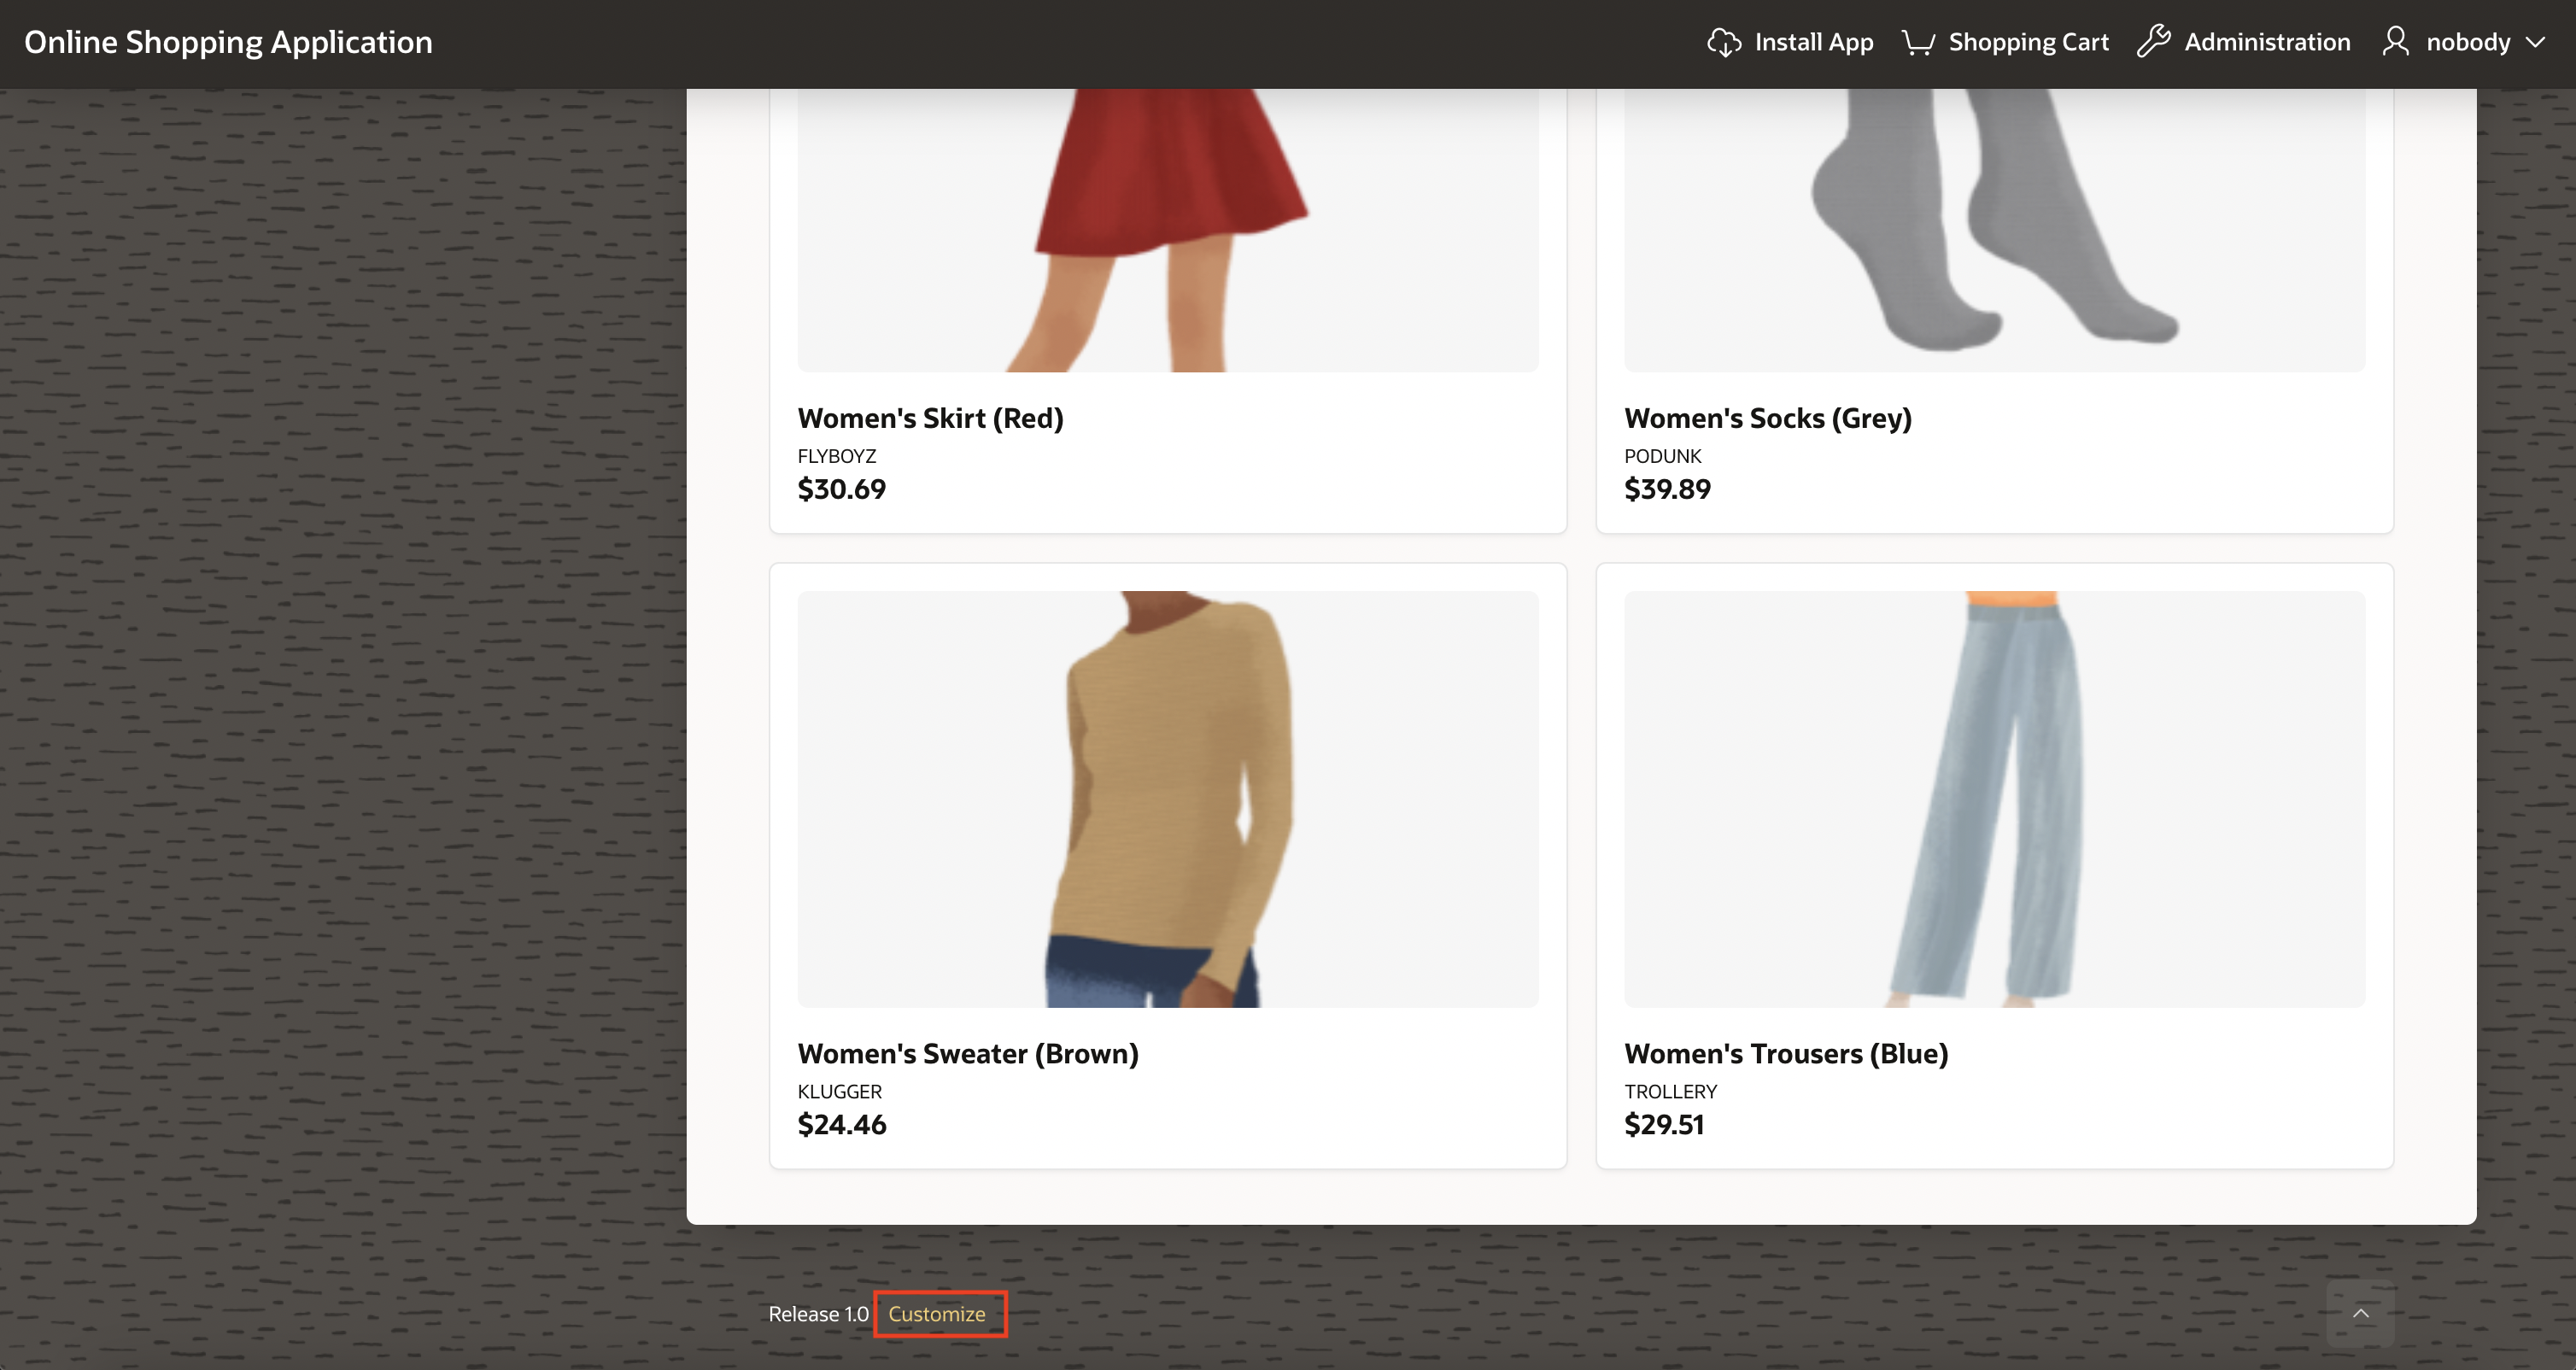 Online Shopping Application
Install App
Shopping Cart
Administration
nobody
Women's Skirt (Red)
FLYBOYZ
$30.69
Women's Socks (Grey)
PODUNK
$39.89
Women's Sweater (Brown)
KLUGGER
$24.46
Women's Trousers (Blue)
TROLLERY
$29.51
Release 1.0 Customize